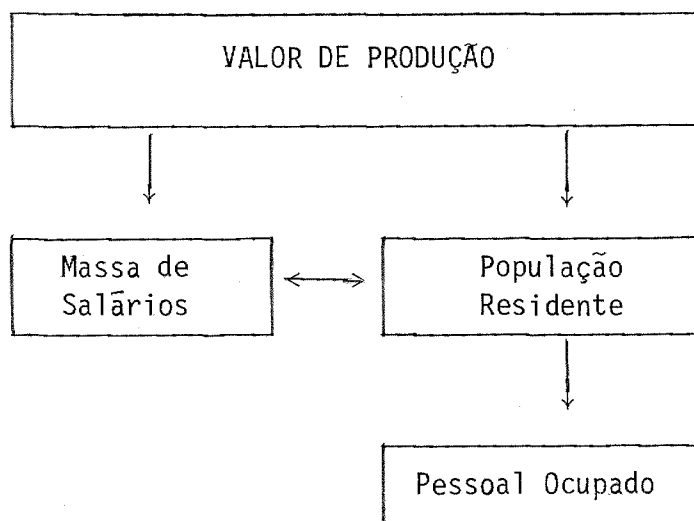 VALOR DE PRODUÇÃO
Massa de
Salários
População
Residente
Pessoal Ocupado